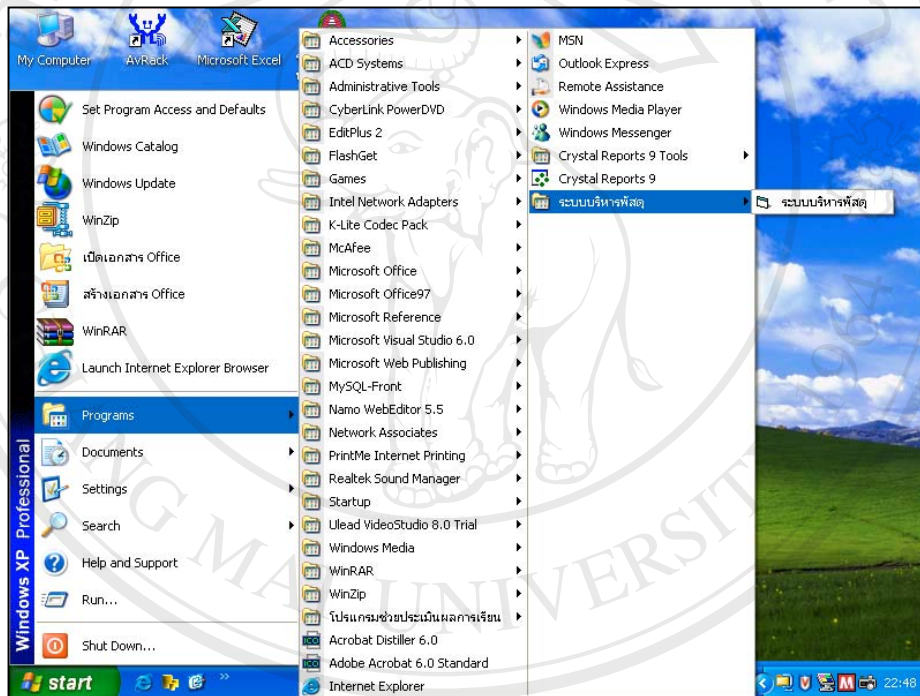 My Computer
AvRack
Microsoft Excel
Set Program Access and Defaults
Windows Catalog
Windows Update
WinZip
เปิดเอกสาร Office
สร้างเอกสาร Office
WinRAR
Launch Internet Explorer Browser
Programs
Documents
Settings
Search
Help and Support
Run...
Shut Down...
Windows XP Professional
Accessories
ACD Systems
Administrative Tools
CyberLink PowerDVD
EditPlus 2
FlashGet
Games
Intel Network Adapters
K-Lite Codec Pack
McAfee
Microsoft Office
Microsoft Office97
Microsoft Reference
Microsoft Visual Studio 6.0
Microsoft Web Publishing
MySQL-Front
Namo WebEditor 5.5
Network Associates
PrintMe Internet Printing
Realtek Sound Manager
Startup
Ulead VideoStudio 8.0 Trial
Windows Media
WinRAR
WinZip
โปรแกรมช่วยประเมินผลการเรียน
Acrobat Distiller 6.0
Adobe Acrobat 6.0 Standard
Internet Explorer
MSN
Outlook Express
Remote Assistance
Windows Media Player
Windows Messenger
Crystal Reports 9 Tools
Crystal Reports 9
ระบบบริหารพัสดุ
ระบบบริหารพัสดุ
start
22:48
1964
NG MAI UNIVERSIT